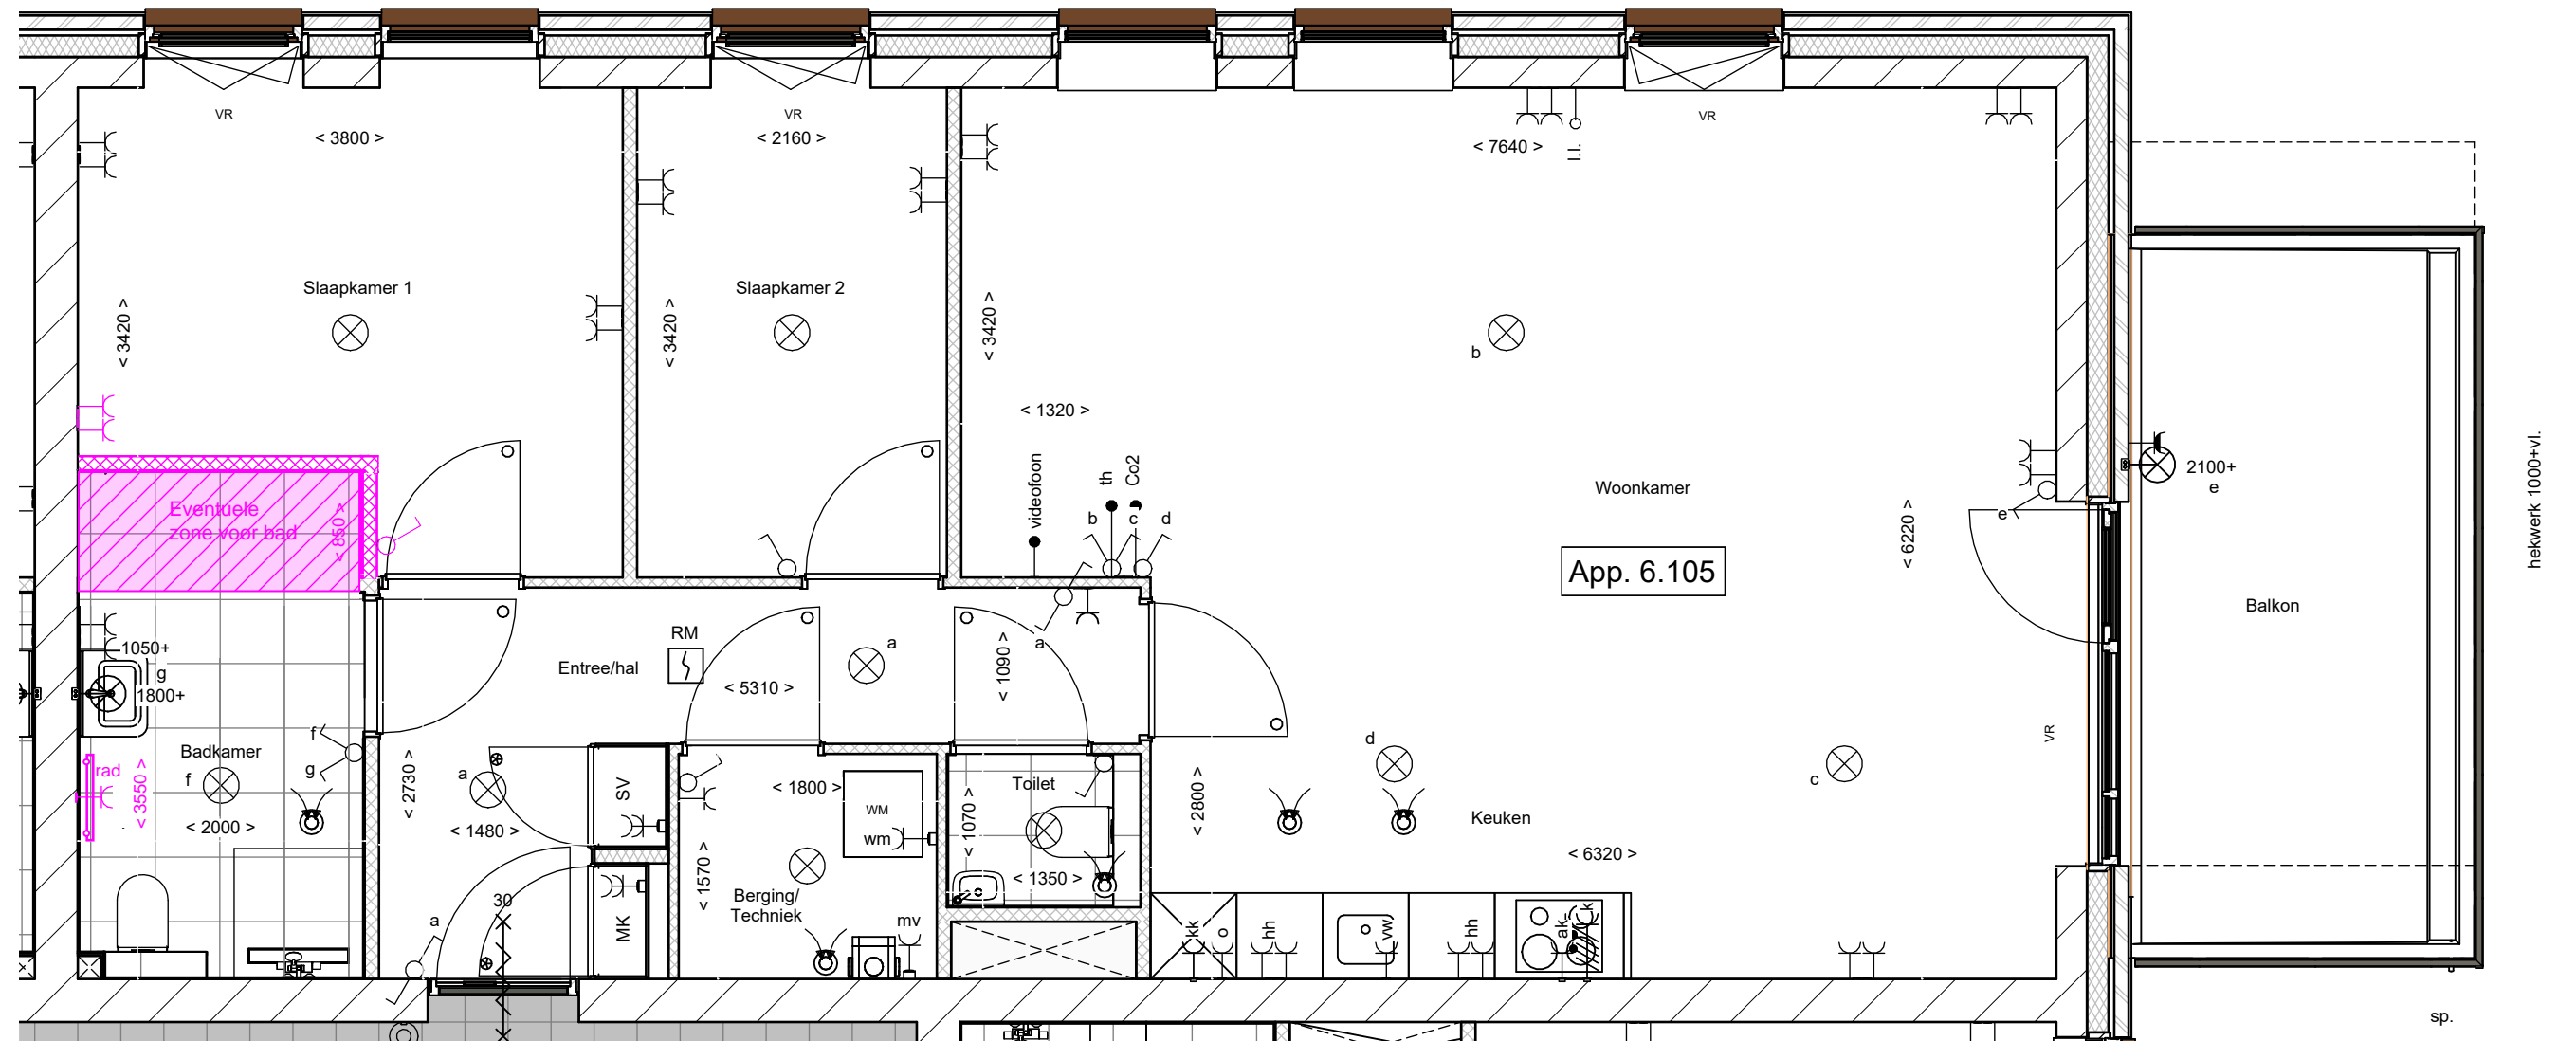 VR
VR
VR
< 3800 >
< 2160 >
< 7640 >
l.l.
Slaapkamer 1
Slaapkamer 2
< 3420 >
< 3420 >
< 3420 >
b
< 1320 >
videofoon
th
Co2
b
c
d
Woonkamer
2100+
e
hekwerk 1000+vl.
Eventuele
zone voor bad
< 850 >
e
< 6220 >
App. 6.105
Balkon
1050+
g
1800+
Entree/hal
RM
< 5310 >
a
< 1090 >
a
VR
f
g
Badkamer
f
rad
< 3550 >
< 2000 >
< 2730 >
a
< 1480 >
SV
< 1800 >
WM
wm
Toilet
< 1070 >
< 1350 >
< 2800 >
d
c
Keuken
< 6320 >
< 1570 >
Berging/
Techniek
mv
30
a
MK
kk
o
hh
vw
hh
ak
k
sp.